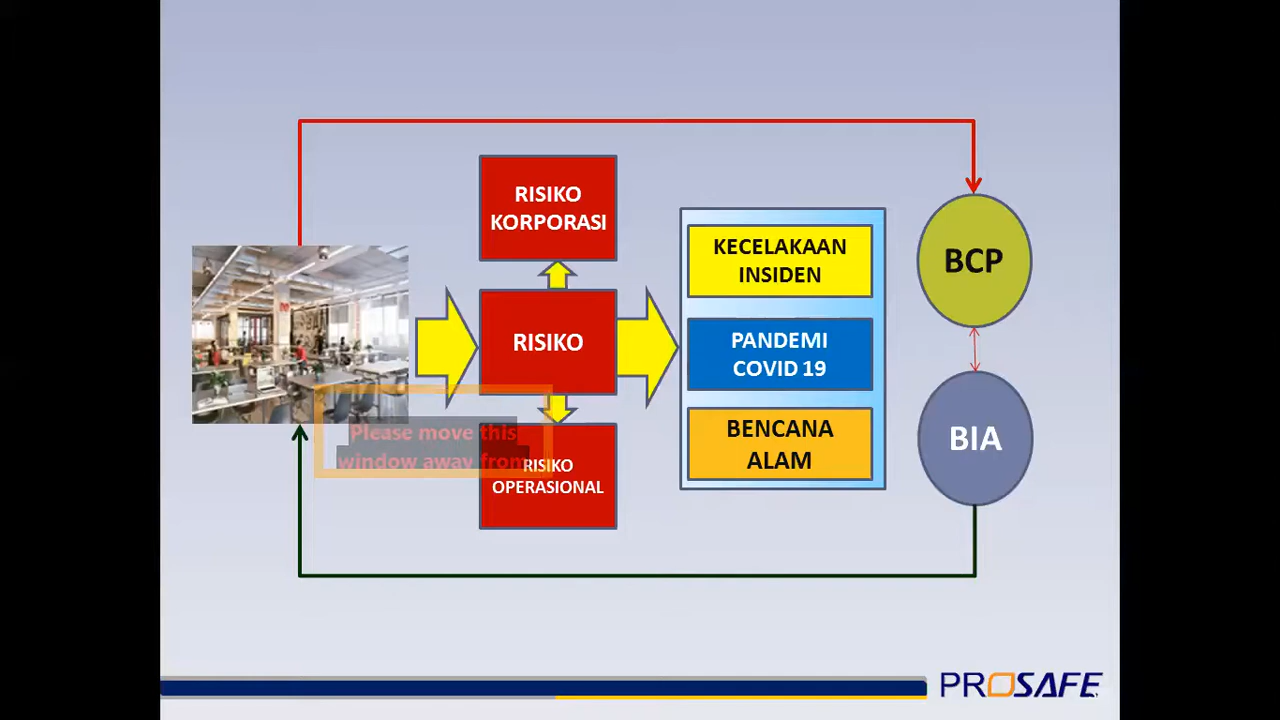 RISIKO
KORPORASI
RISIKO
RISIKO
OPERASIONAL
Please move this
window away from
KECELAKAAN
INSIDEN
PANDEMI
COVID 19
BENCANA
ALAM
BCP
BIA
PROSAFE